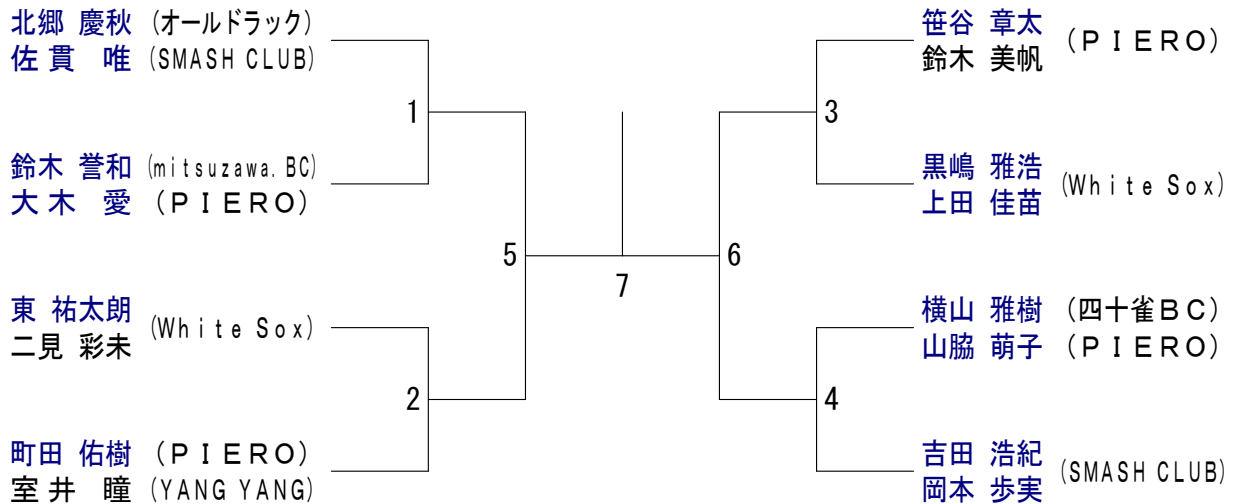 北郷 慶秋 (オールドラック)
佐貫 唯 (SMASH CLUB)
1
鈴木 誉和 (mitsuzawa. BC)
大木 愛 (PIERO)
5
東 祐太朗
二見 彩未
(White Sox)
2
町田 佑樹 (PIERO)
室井 瞳 (YANG YANG)
7
笹谷 章太
鈴木 美帆
(PIERO)
3
黒嶋 雅浩
上田 佳苗
(White Sox)
6
横山 雅樹 (四十雀BC)
山脇 萌子 (PIERO)
4
吉田 浩紀
岡本 歩実
(SMASH CLUB)